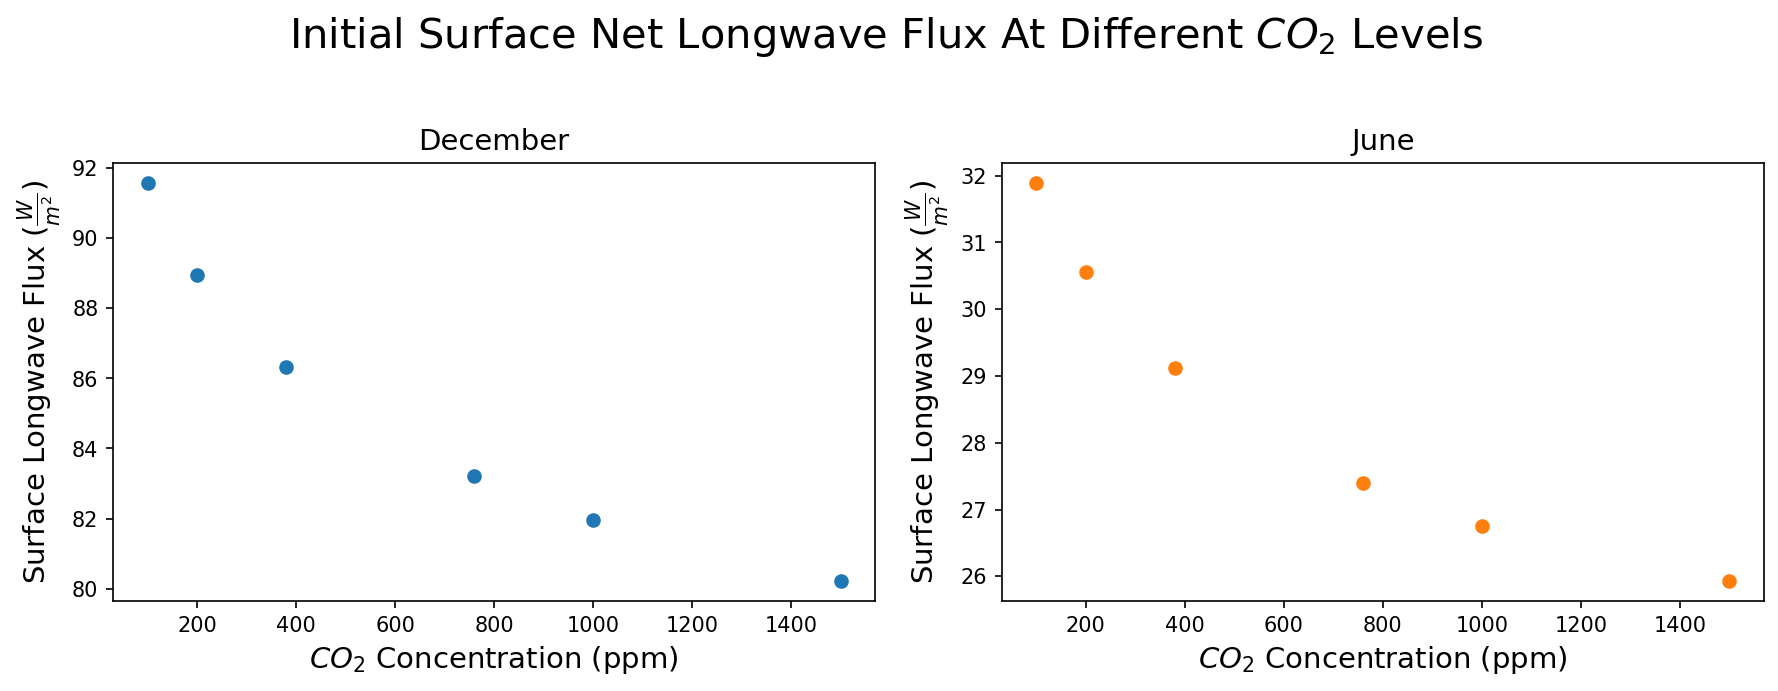 Initial Surface Net Longwave Flux At Different CO₂ Levels
December
Surface Longwave Flux (W/m²)
92
90
88
86
84
82
80
200 400 600 800 1000 1200 1400
CO₂ Concentration (ppm)
June
Surface Longwave Flux (W/m²)
32
31
30
29
28
27
26
200 400 600 800 1000 1200 1400
CO₂ Concentration (ppm)